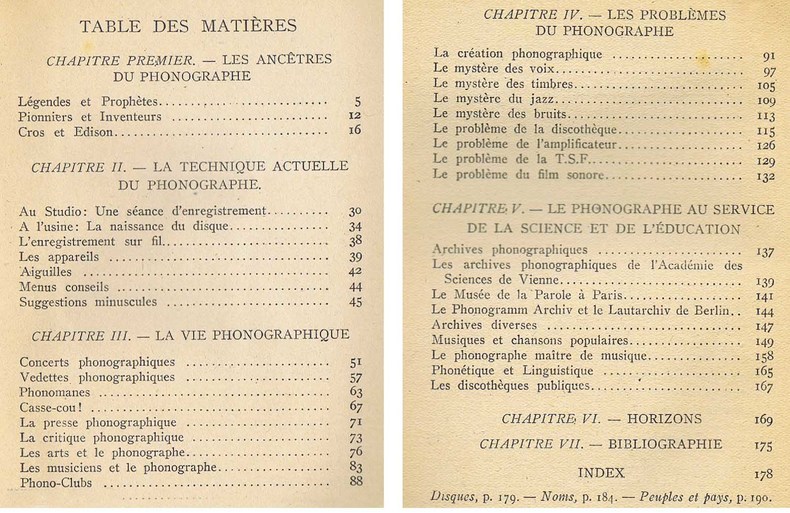 TABLE DES MATIÈRES
CHAPITRE PREMIER. — LES ANCÊTRES
DU PHONOGRAPHE
Légendes et Prophètes.......................... 5
Pionniers et Inventeurs ........................ 12
Cros et Edison................................. 16
CHAPITRE II. — LA TECHNIQUE ACTUELLE
DU PHONOGRAPHE.
Au Studio: Une séance d'enregistrement.......... 30
A l'usine: La naissance du disque............... 34
L'enregistrement sur fil........................ 38
Les appareils .................................. 39
Aiguilles ...................................... 42
Menus conseils ................................. 44
Suggestions minuscules ......................... 45
CHAPITRE III. — LA VIE PHONOGRAPHIQUE
Concerts phonographiques ....................... 51
Vedettes phonographiques ....................... 57
Phonomanes ..................................... 63
Casse-cou! ..................................... 67
La presse phonographique ....................... 71
La critique phonographique ..................... 73
Les arts et le phonographe...................... 76
Les musiciens et le phonographe................. 83
Phono-Clubs .................................... 88
CHAPITRE IV. — LES PROBLÈMES
DU PHONOGRAPHE
La création phonographique ..................... 91
Le mystère des voix............................. 97
Le mystère des timbres.......................... 105
Le mystère du jazz.............................. 109
Le mystère des bruits........................... 113
Le problème de la discothèque................... 115
Le problème de l'amplificateur.................. 126
Le problème de la T.S.F......................... 129
Le problème du film sonore...................... 132
CHAPITRE V. — LE PHONOGRAPHE AU SERVICE
DE LA SCIENCE ET DE L'ÉDUCATION
Archives phonographiques ....................... 137
Les archives phonographiques de l'Académie des
Sciences de Vienne.............................. 139
Le Musée de la Parole à Paris................... 141
Le Phonogramm Archiv et le Lautarchiv de Berlin.. 144
Archives diverses .............................. 147
Musiques et chansons populaires................. 149
Le phonographe maître de musique................ 158
Phonétique et Linguistique ..................... 165
Les discothèques publiques...................... 167
CHAPITRE VI. — HORIZONS 169
CHAPITRE VII. — BIBLIOGRAPHIE 175
INDEX 178
Disques, p. 179. — Noms, p. 184. — Peuples et pays, p. 190.